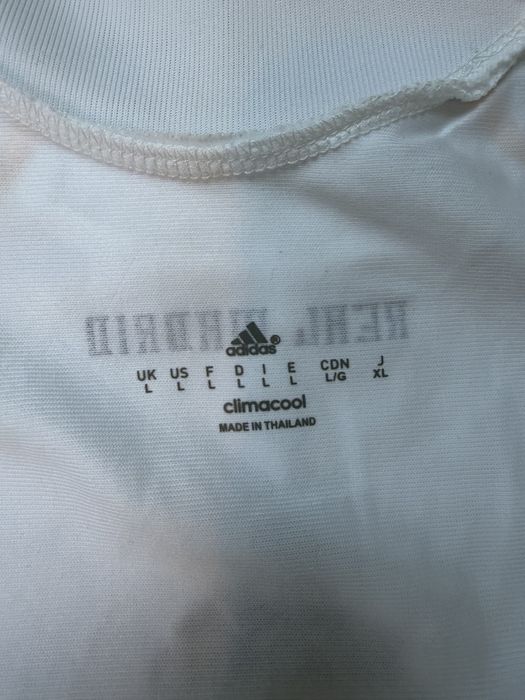 REAL MADRID
adidas®
UK US F D I E CDN J
L L L L L L L/G XL
climacool
MADE IN THAILAND